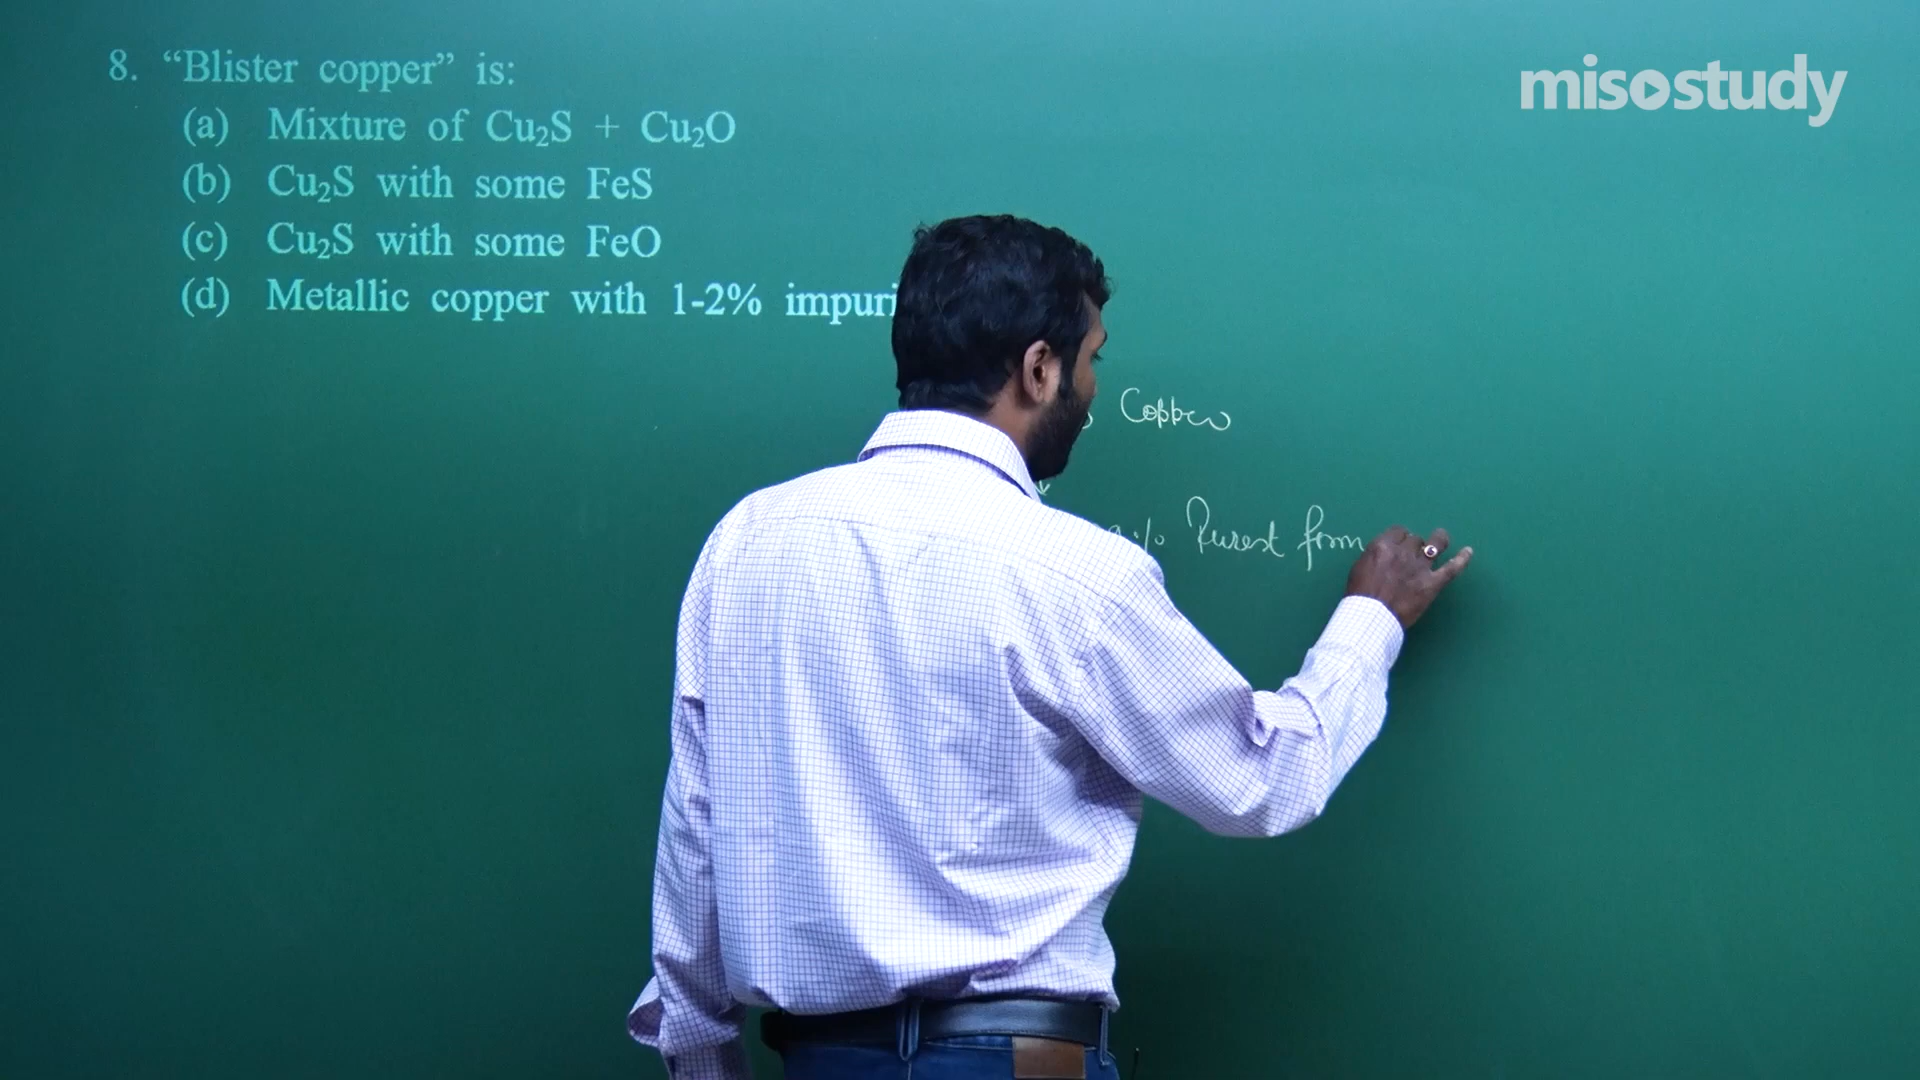 misostudy
8. “Blister copper” is:
(a) Mixture of Cu₂S + Cu₂O
(b) Cu₂S with some FeS
(c) Cu₂S with some FeO
(d) Metallic copper with 1-2% impuri
Copper
9% Purest form